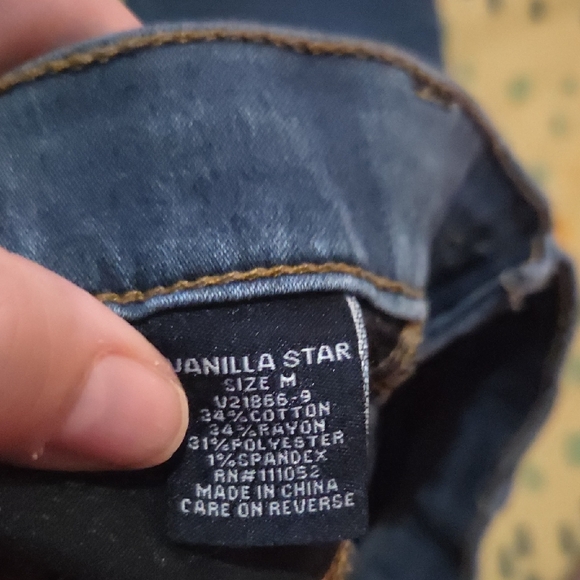 VANILLA STAR
SIZE M
V21866-9
34%COTTON
34%RAYON
31%POLYESTER
1%SPANDEX
RN#111052
MADE IN CHINA
CARE ON REVERSE